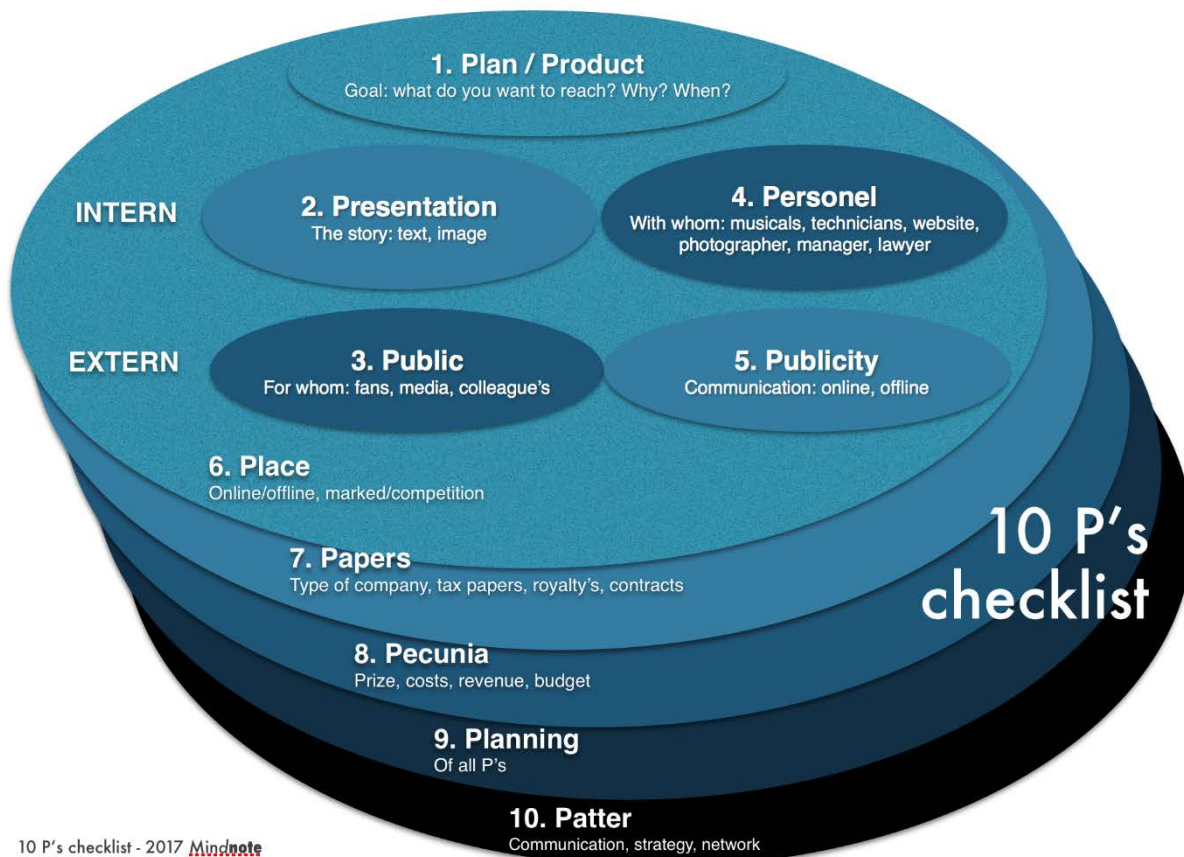 1. Plan / Product
Goal: what do you want to reach? Why? When?
INTERN
2. Presentation
The story: text, image
4. Personel
With whom: musicals, technicians, website,
photographer, manager, lawyer
EXTERN
3. Public
For whom: fans, media, colleague's
5. Publicity
Communication: online, offline
6. Place
Online/offline, marked/competition
10 P's
checklist
7. Papers
Type of company, tax papers, royalty's, contracts
8. Pecunia
Prize, costs, revenue, budget
9. Planning
Of all P's
10. Patter
Communication, strategy, network
10 P's checklist - 2017 Mindnote